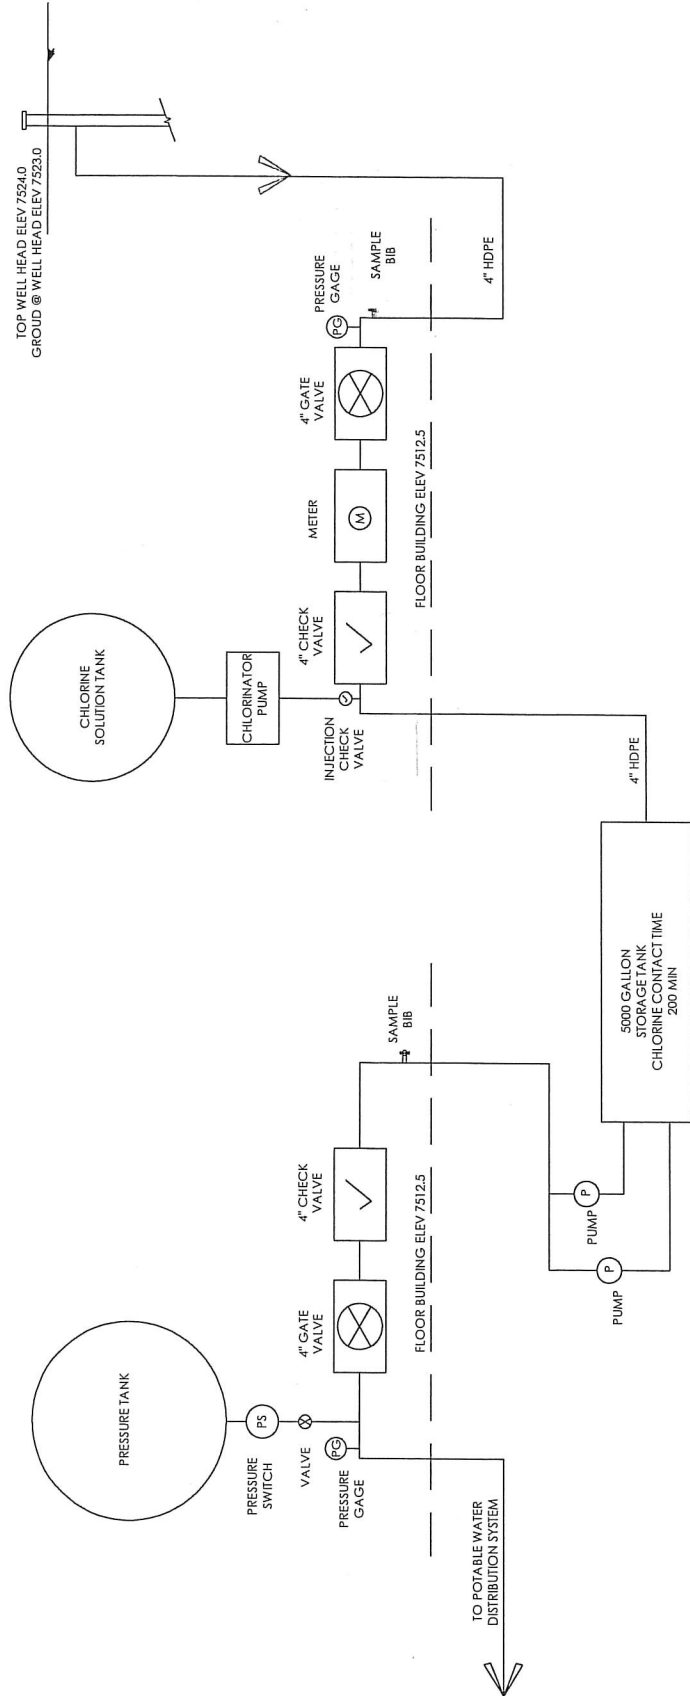 TOP WELL HEAD ELEV 7524.0
GROUD @ WELL HEAD ELEV 7523.0
CHLORINE
SOLUTION TANK
CHLORINATOR
PUMP
INJECTION
CHECK
VALVE
4" CHECK
VALVE
METER
M
4" GATE
VALVE
PRESSURE
GAGE
PG
SAMPLE
BIB
FLOOR BUILDING ELEV 7512.5
4" HDPE
4" HDPE
5000 GALLON
STORAGE TANK
CHLORINE CONTACT TIME
200 MIN
PRESSURE TANK
PS
PRESSURE
SWITCH
VALVE
PG
PRESSURE
GAGE
4" GATE
VALVE
4" CHECK
VALVE
SAMPLE
BIB
FLOOR BUILDING ELEV 7512.5
P
PUMP
P
PUMP
TO POTABLE WATER
DISTRIBUTION SYSTEM